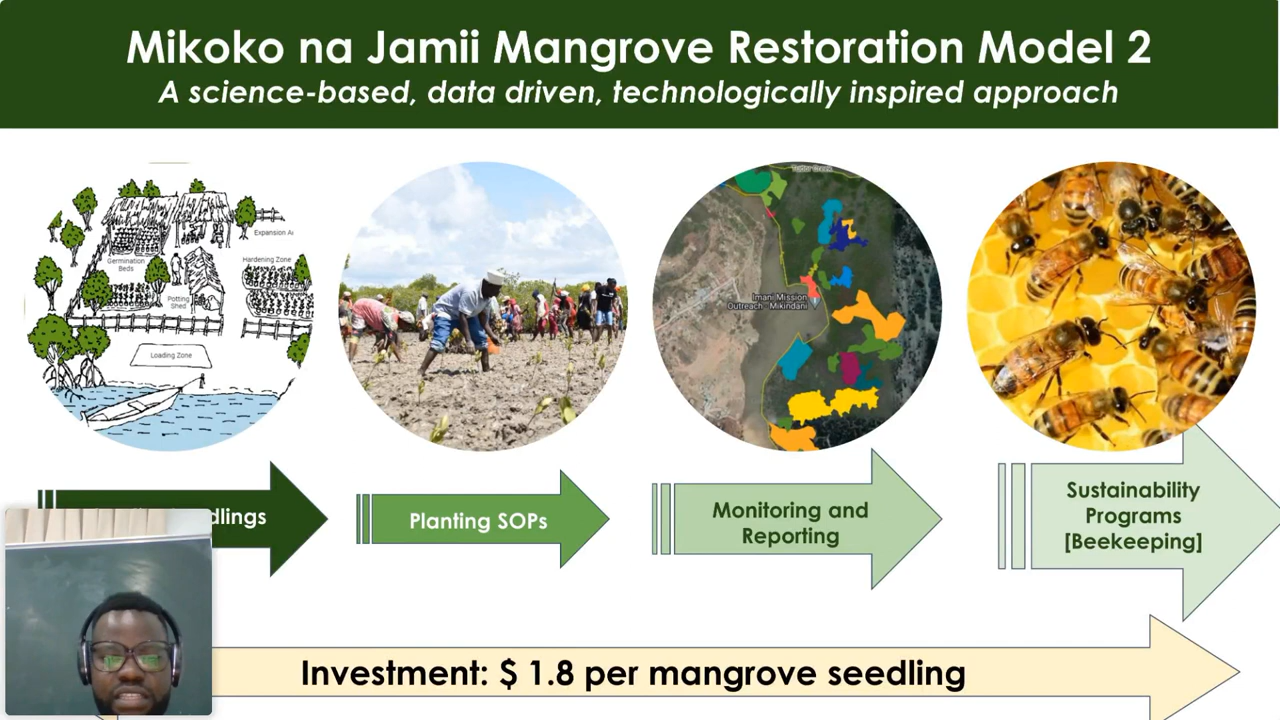 Mikoko na Jamii Mangrove Restoration Model 2
A science-based, data driven, technologically inspired approach
Expansion
Germination
Beds
Hardening Zone
Potting
Shed
Loading Zone
Imani Mission
Outreach - Mikindani
Planting SOPs
Monitoring and
Reporting
Sustainability
Programs
[Beekeeping]
Investment: $ 1.8 per mangrove seedling